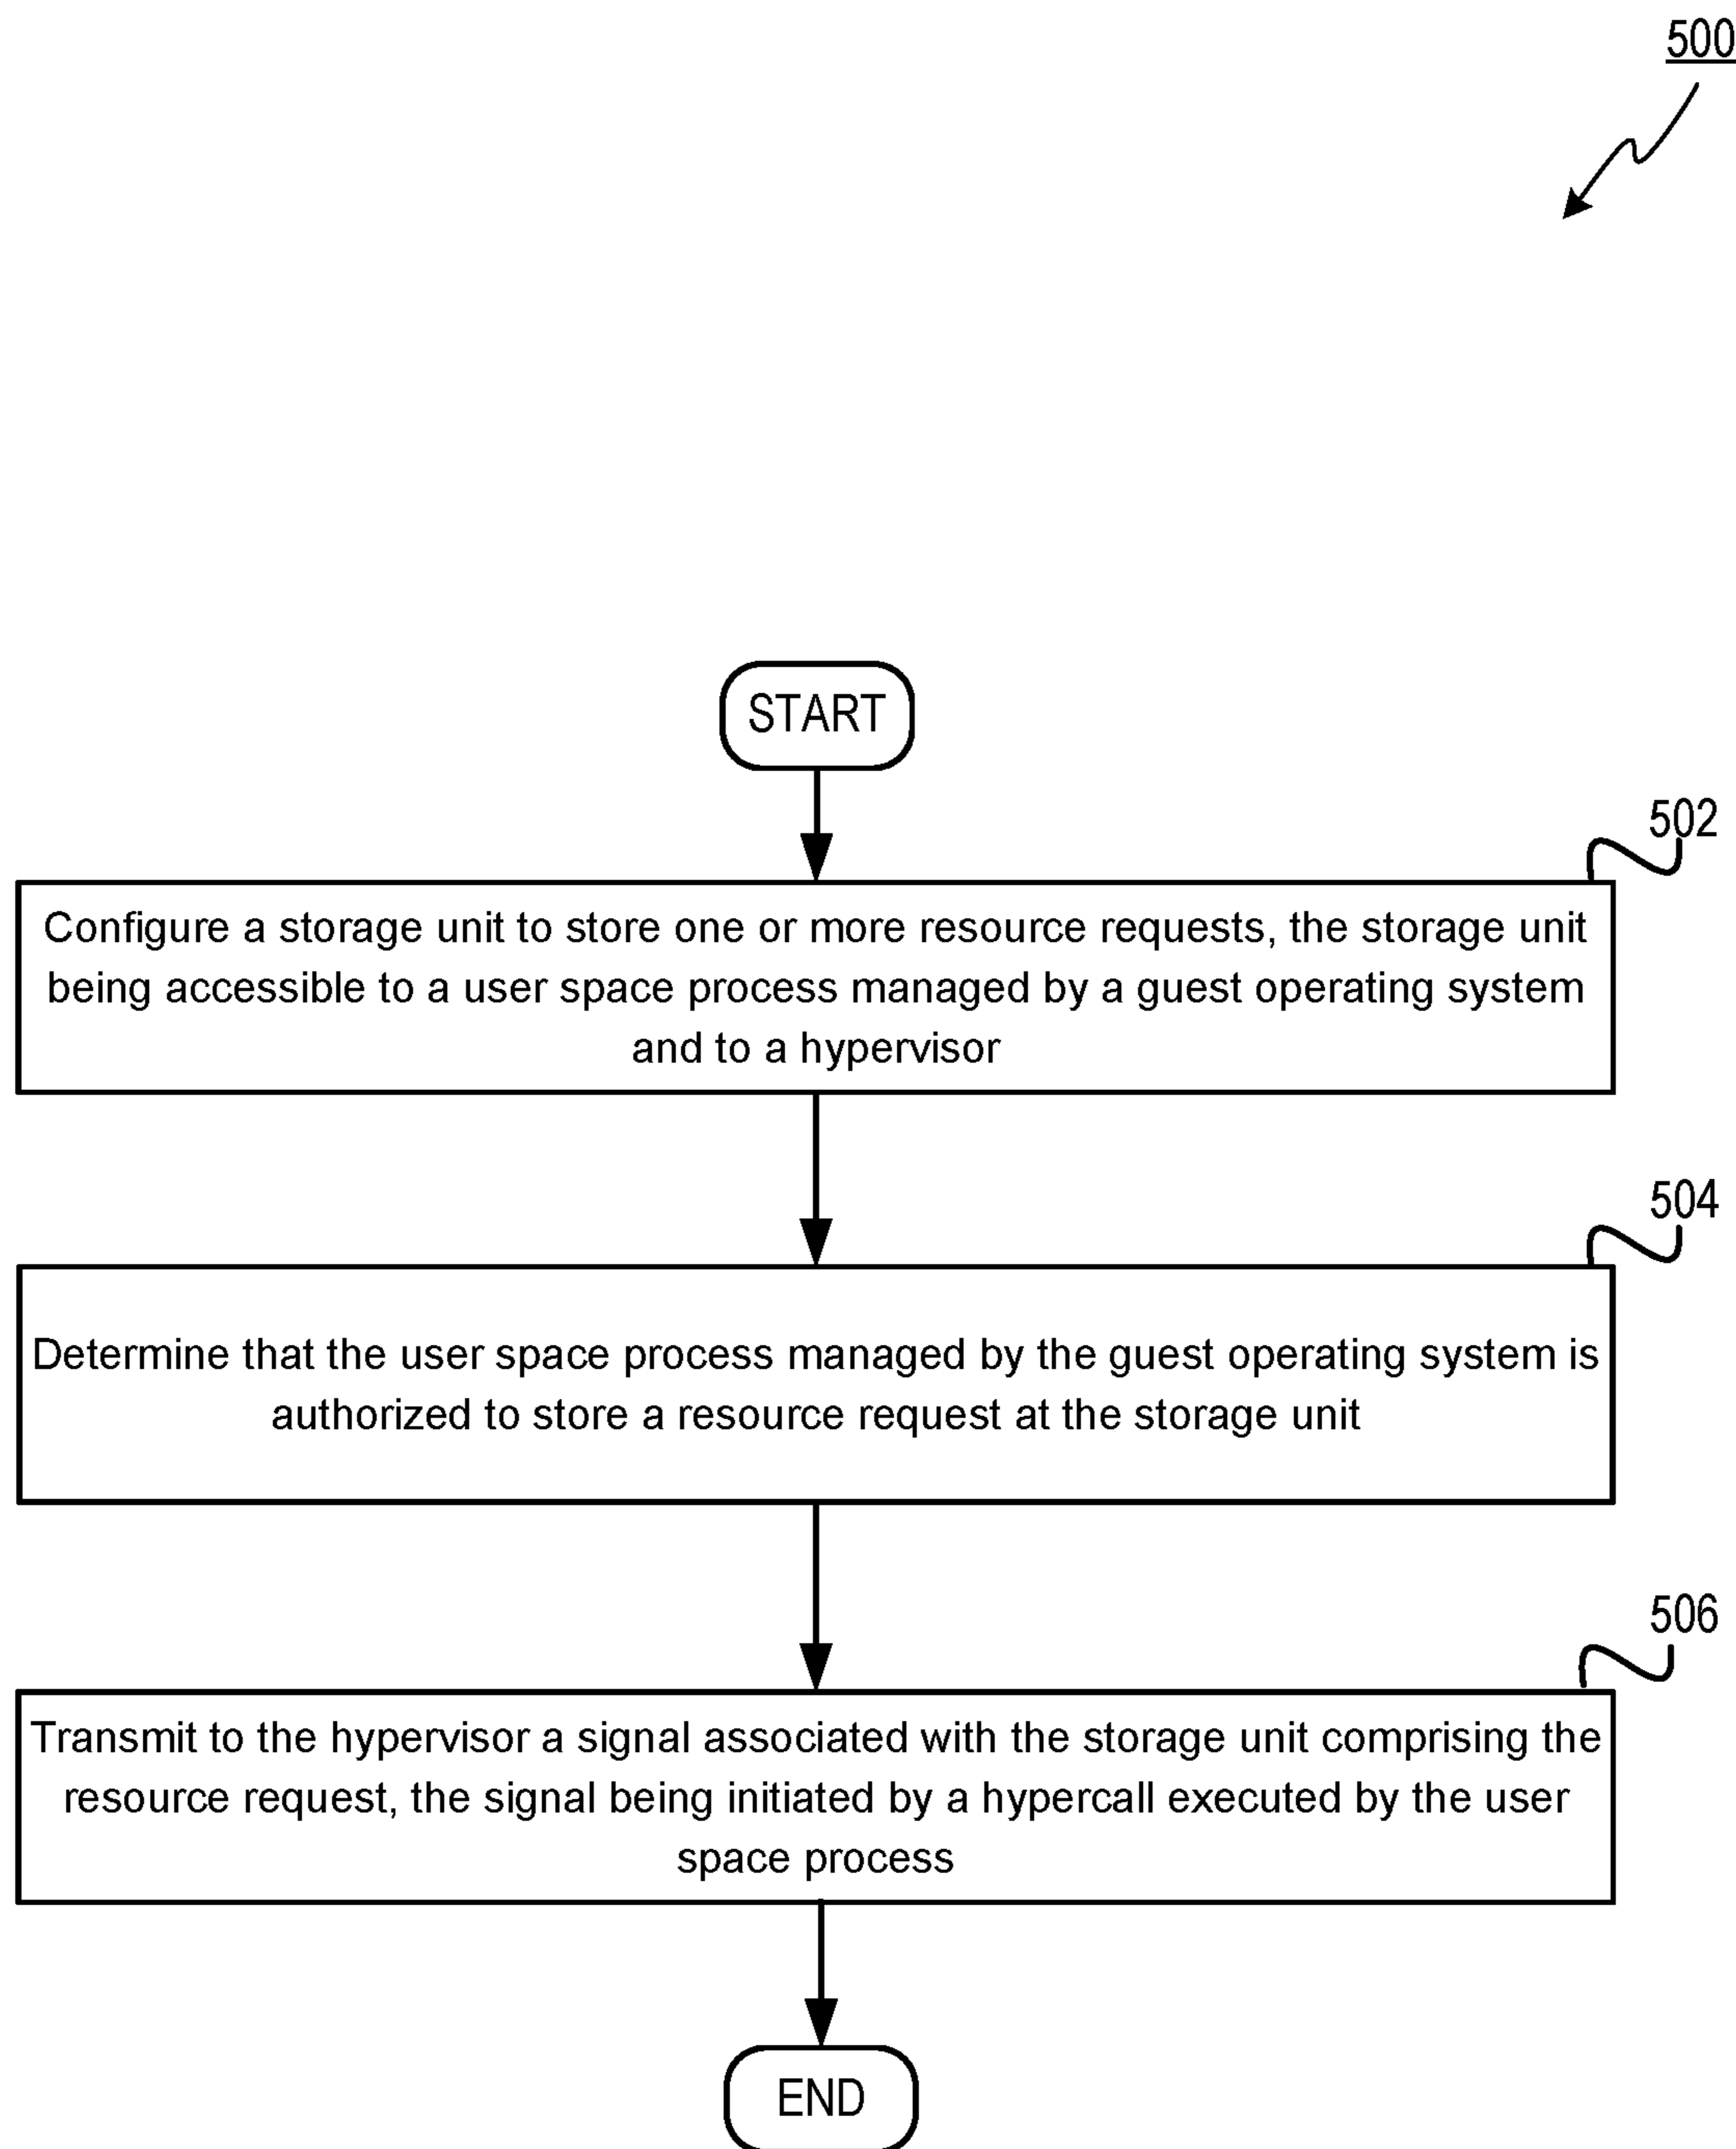 500
START
502
Configure a storage unit to store one or more resource requests, the storage unit
being accessible to a user space process managed by a guest operating system
and to a hypervisor
504
Determine that the user space process managed by the guest operating system is
authorized to store a resource request at the storage unit
506
Transmit to the hypervisor a signal associated with the storage unit comprising the
resource request, the signal being initiated by a hypercall executed by the user
space process
END